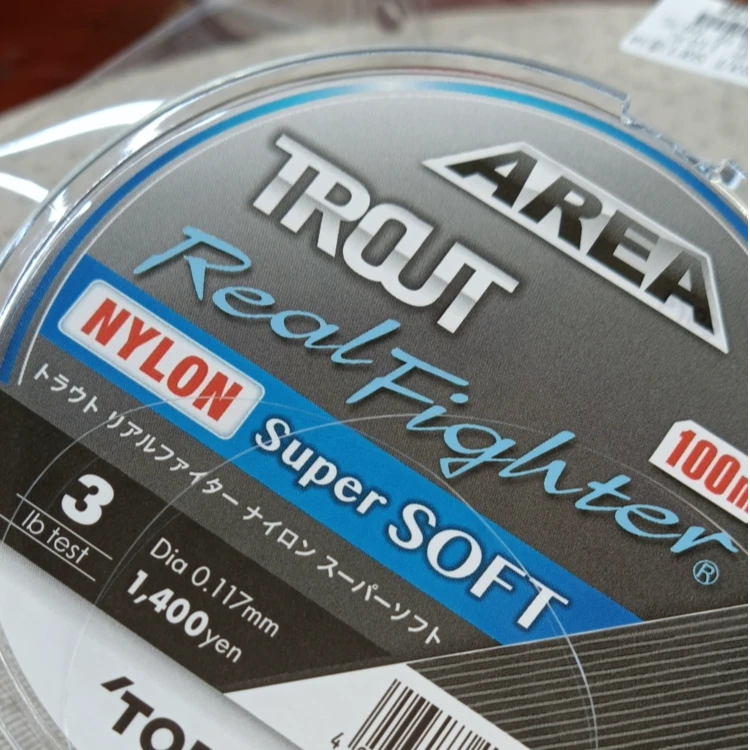 AREA
TROUT
Real Fighter®
100m
NYLON
Super SOFT
トラウト リアルファイター ナイロン スーパーソフト
3
lb test
Dia 0.117mm
1,400yen